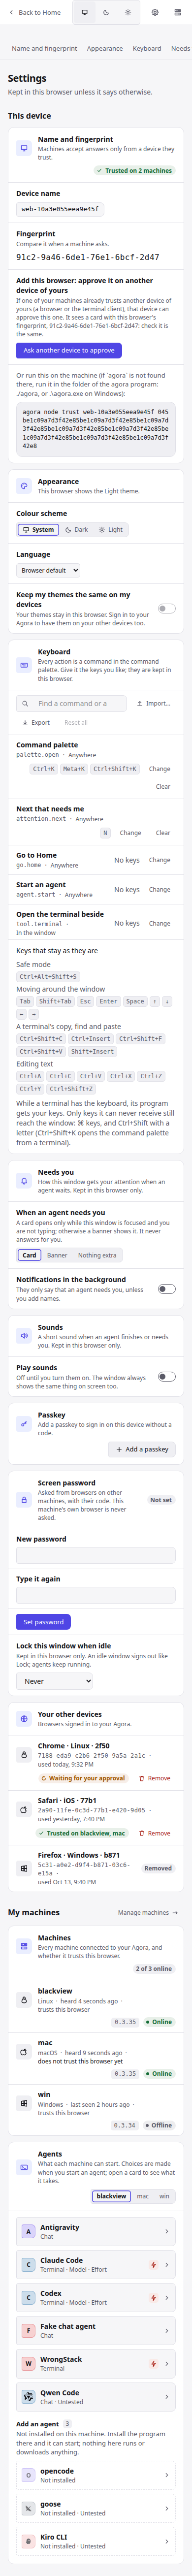 Back to Home
Name and fingerprint Appearance Keyboard Needs
Settings
Kept in this browser unless it says otherwise.
This device
Name and fingerprint
Machines accept answers only from a device they
trust.
Trusted on 2 machines
Device name
web-10a3e055eea9e45f
Fingerprint
Compare it when a machine asks.
91c2-9a46-6de1-76e1-6bcf-2d47
Add this browser: approve it on another
device of yours
If one of your machines already trusts another device
of yours (a browser or the terminal client), that device
can approve this one. It sees a card with this browser's
fingerprint, 91c2-9a46-6de1-76e1-6bcf-2d47: check it is
the same.
Ask another device to approve
Or run this on the machine (if `agora` is not found
there, run it in the folder of the agora program:
./agora, or .\agora.exe on Windows):
agora node trust web-10a3e055eea9e45f 045
be1c09a7d3f42e85be1c09a7d3f42e85be1c09a7d
3f42e85be1c09a7d3f42e85be1c09a7d3f42e85be
1c09a7d3f42e85be1c09a7d3f42e85be1c09a7d3f
42e8
Appearance
This browser shows the Light theme.
Colour scheme
System Dark Light
Language
Browser default
Keep my themes the same on my
devices
Your themes stay in this browser. Sign in to your
Agora to have them on your other devices too.
Keyboard
Every action is a command in the command
palette. Give it the keys you like; they are kept in
this browser.
Find a command or a
Import…
Export Reset all
Command palette
palette.open · Anywhere
Ctrl+K Meta+K Ctrl+Shift+K Change
Clear
Next that needs me
attention.next · Anywhere
N Change Clear
Go to Home
go.home · Anywhere
No keys Change
Start an agent
agent.start · Anywhere
No keys Change
Open the terminal beside
tool.terminal ·
In the window
No keys Change
Keys that stay as they are
Safe mode
Ctrl+Alt+Shift+S
Moving around the window
Tab Shift+Tab Esc Enter Space ↑ ↓
← →
A terminal's copy, find and paste
Ctrl+Shift+C Ctrl+Insert Ctrl+Shift+F
Ctrl+Shift+V Shift+Insert
Editing text
Ctrl+A Ctrl+C Ctrl+V Ctrl+X Ctrl+Z
Ctrl+Y Ctrl+Shift+Z
While a terminal has the keyboard, its program
gets your keys. Only keys it can never receive still
reach the window: ⌘ keys, and Ctrl+Shift with a
letter (Ctrl+Shift+K opens the command palette
from a terminal).
Needs you
How this window gets your attention when an
agent waits. Kept in this browser only.
When an agent needs you
A card opens only while this window is focused and you
are not typing; otherwise a banner shows it. It never
answers for you.
Card Banner Nothing extra
Notifications in the background
They only say that an agent needs you, unless
you add names.
Sounds
A short sound when an agent finishes or needs
you. Kept in this browser only.
Play sounds
Off until you turn them on. The window always
shows the same thing on screen too.
Passkey
Add a passkey to sign in on this device without a
code.
Add a passkey
Screen password
Asked from browsers on other
machines, with their code. This
machine's own browser is never
asked.
Not set
New password
Type it again
Set password
Lock this window when idle
Kept in this browser only. An idle window signs out like
Lock; agents keep running.
Never
Your other devices
Browsers signed in to your Agora.
Chrome · Linux · 2f50
7188-eda9-c2b6-2f50-9a5a-2a1c ·
used today, 9:32 PM
Waiting for your approval Remove
Safari · iOS · 77b1
2a90-11fe-0c3d-77b1-e420-9d05 ·
used yesterday, 7:40 PM
Trusted on blackview, mac Remove
Firefox · Windows · b871
5c31-a0e2-d9f4-b871-03c6-
e15a ·
used Oct 13, 9:40 PM
Removed
My machines
Manage machines →
Machines
Every machine connected to your Agora, and
whether it trusts this browser.
2 of 3 online
blackview
Linux · heard 4 seconds ago ·
trusts this browser
0.3.35 Online
mac
macOS · heard 9 seconds ago ·
does not trust this browser yet
0.3.35 Online
win
Windows · last seen 2 hours ago ·
trusts this browser
0.3.34 Offline
Agents
What each machine can start. Choices are made
when you start an agent; open a card to see what
it takes.
blackview mac win
A
Antigravity
Chat
C
Claude Code
Terminal · Model · Effort
C
Codex
Terminal · Model · Effort
F
Fake chat agent
Chat
W
WrongStack
Terminal
Qwen Code
Chat · Untested
Add an agent 3
Not installed on this machine. Install the program
there and it can start; nothing here runs or
downloads anything.
opencode
Not installed
goose
Not installed · Untested
Kiro CLI
Not installed · Untested